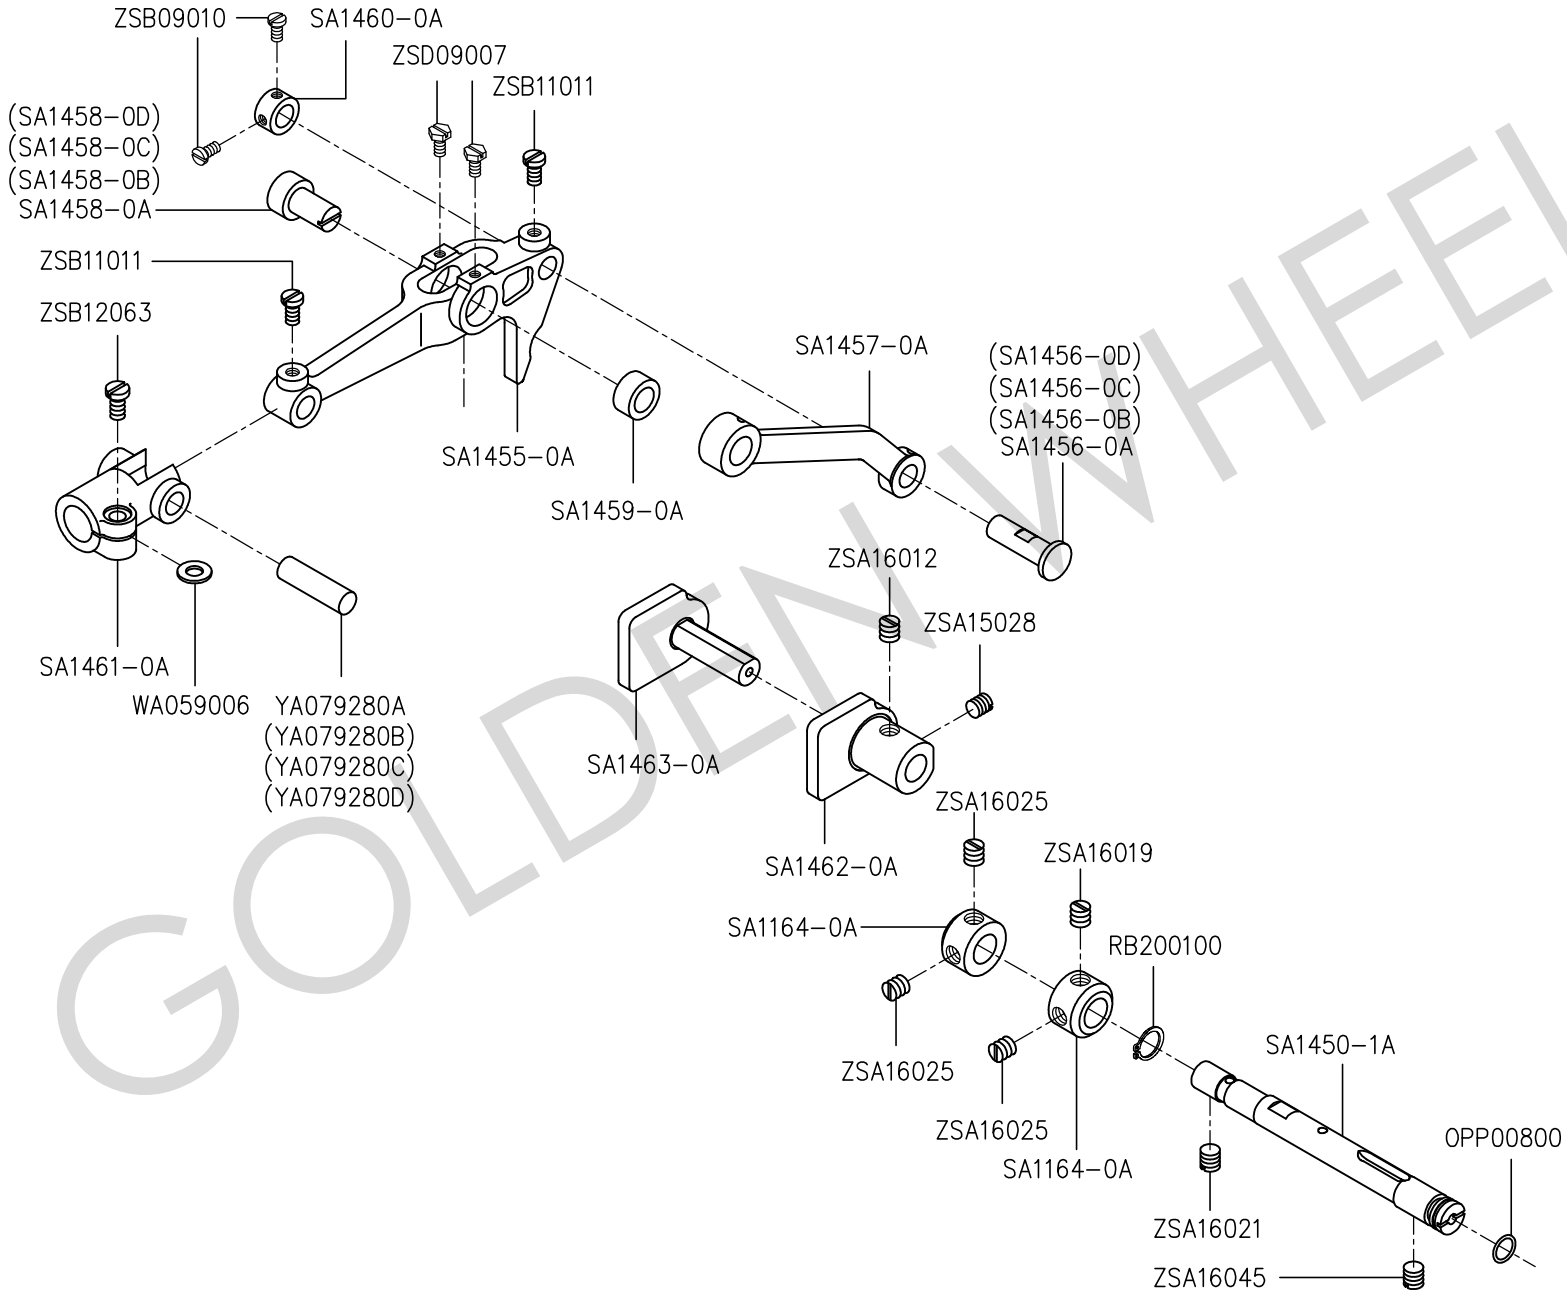 ZSB09010
SA1460-0A
ZSD09007
ZSB11011
(SA1458-0D)
(SA1458-0C)
(SA1458-0B)
SA1458-0A
ZSB11011
ZSB12063
SA1457-0A
(SA1456-0D)
(SA1456-0C)
(SA1456-0B)
SA1456-0A
SA1455-0A
SA1459-0A
ZSA16012
ZSA15028
SA1461-0A
WA059006
YA079280A
(YA079280B)
(YA079280C)
(YA079280D)
SA1463-0A
ZSA16025
SA1462-0A
ZSA16019
SA1164-0A
RB200100
SA1450-1A
ZSA16025
ZSA16025
SA1164-0A
OPP00800
ZSA16021
ZSA16045
GOLDEN WHEEL